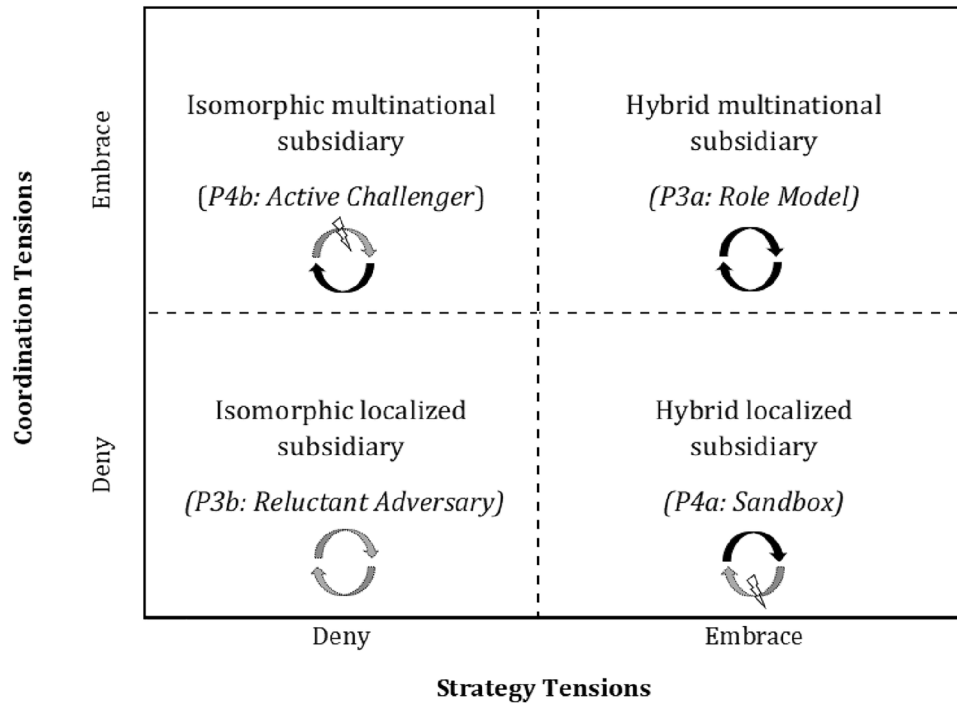 Coordination Tensions
Embrace
Deny
Isomorphic multinational
subsidiary
(P4b: Active Challenger)
Hybrid multinational
subsidiary
(P3a: Role Model)
Isomorphic localized
subsidiary
(P3b: Reluctant Adversary)
Hybrid localized
subsidiary
(P4a: Sandbox)
Deny
Embrace
Strategy Tensions